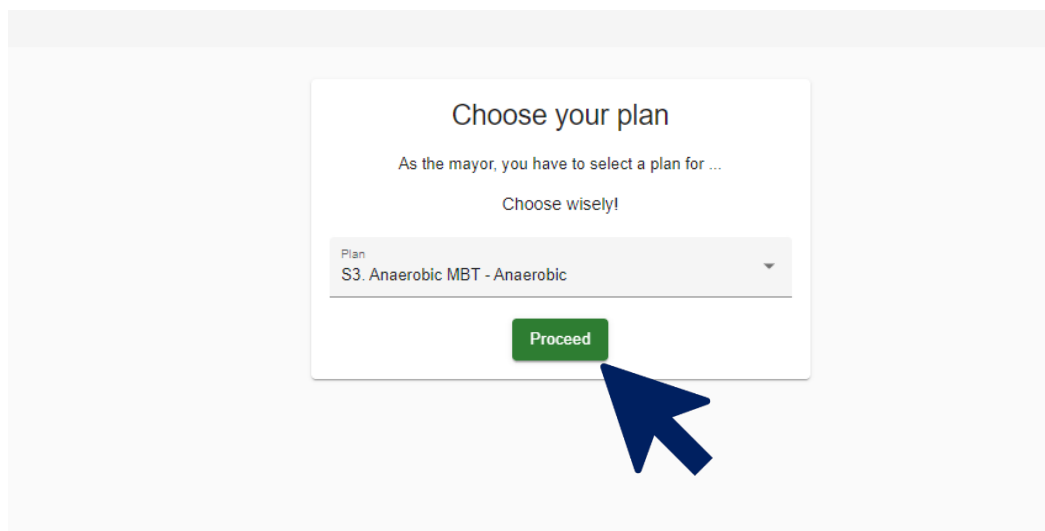 Choose your plan
As the mayor, you have to select a plan for ...
Choose wisely!
Plan
S3. Anaerobic MBT - Anaerobic
Proceed